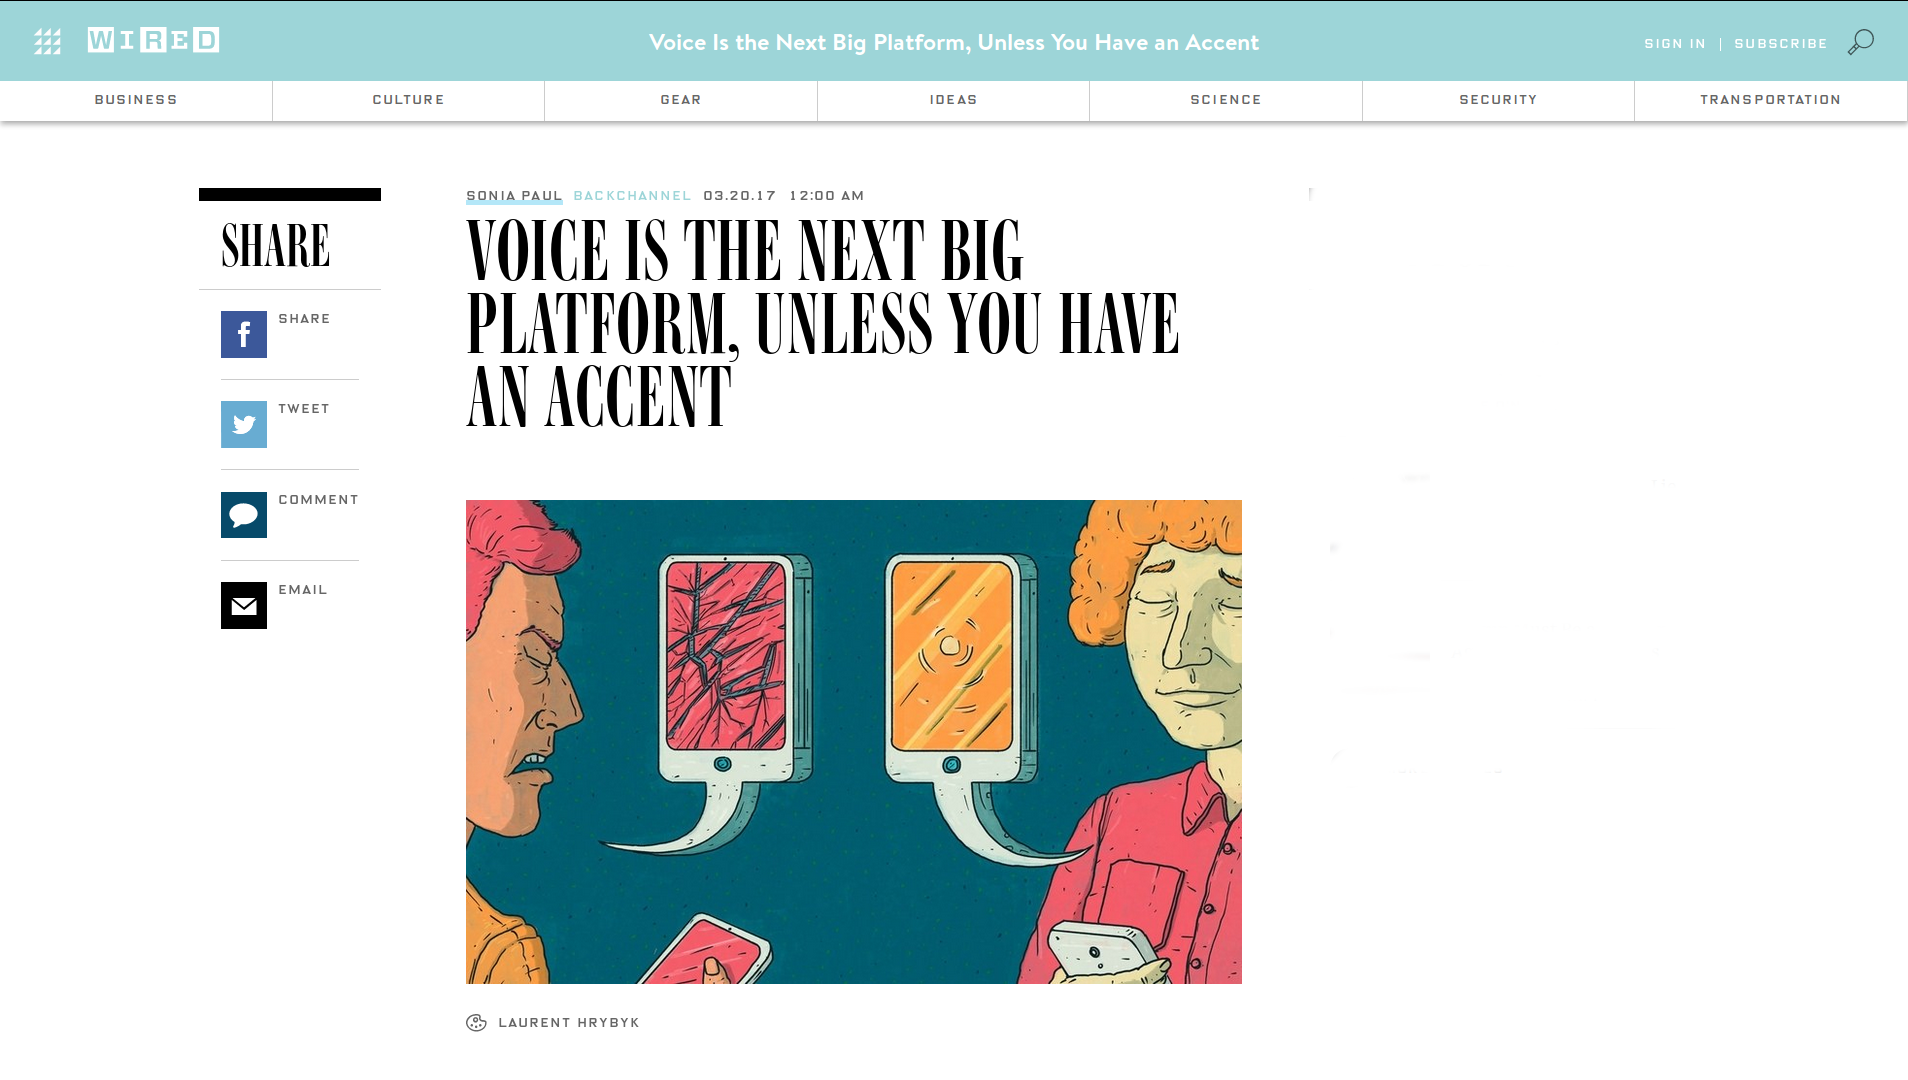 WIRED
Voice Is the Next Big Platform, Unless You Have an Accent
SIGN IN | SUBSCRIBE
BUSINESS CULTURE GEAR IDEAS SCIENCE SECURITY TRANSPORTATION
SHARE
SHARE
TWEET
COMMENT
EMAIL
SONIA PAUL BACKCHANNEL 03.20.17 12:00 AM
VOICE IS THE NEXT BIG
PLATFORM, UNLESS YOU HAVE
AN ACCENT
LAURENT HRYBYK